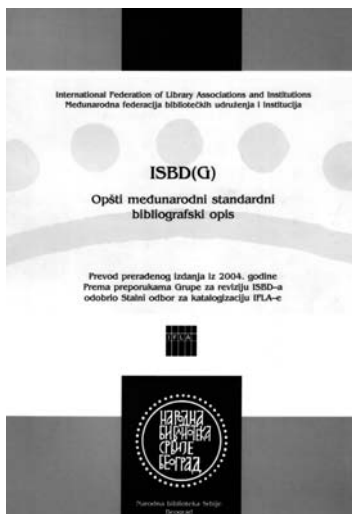 International Federation of Library Associations and Institutions
Međunarodna federacija bibliotečkih udruženja i institucija
ISBD(G)
Opšti međunarodni standardni
bibliografski opis
Prevod prerađenog izdanja iz 2004. godine
Prema preporukama Grupe za reviziju ISBD–a
odobrio Stalni odbor za katalogizaciju IFLA–e
IFLA
НАРОДНА
БИБЛИОТЕКА
СРБИЈЕ
БЕОГРАД
Narodna biblioteka Srbije
Beograd